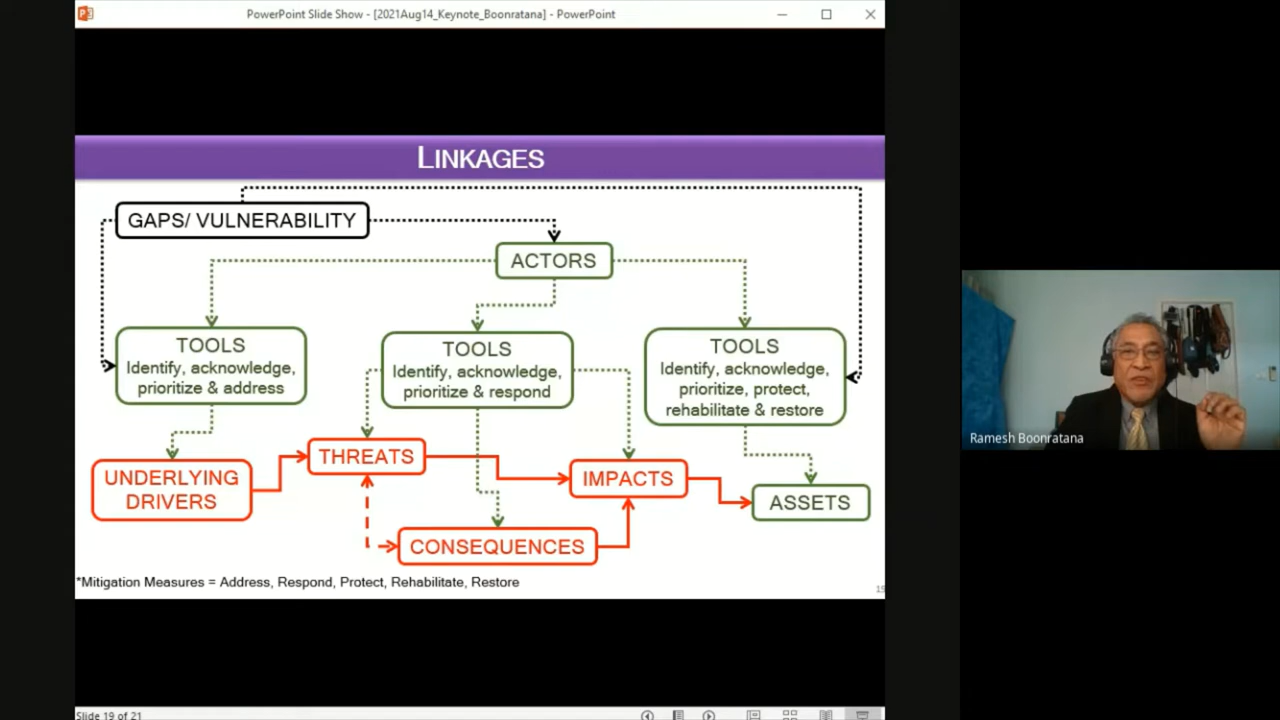 PowerPoint Slide Show - [2021Aug14_Keynote_Boonratana] - PowerPoint
LINKAGES
GAPS/ VULNERABILITY
ACTORS
TOOLS
Identify, acknowledge,
prioritize & address
TOOLS
Identify, acknowledge,
prioritize & respond
TOOLS
Identify, acknowledge,
prioritize, protect,
rehabilitate & restore
UNDERLYING
DRIVERS
THREATS
IMPACTS
ASSETS
CONSEQUENCES
*Mitigation Measures = Address, Respond, Protect, Rehabilitate, Restore
Slide 19 of 21
Ramesh Boonratana